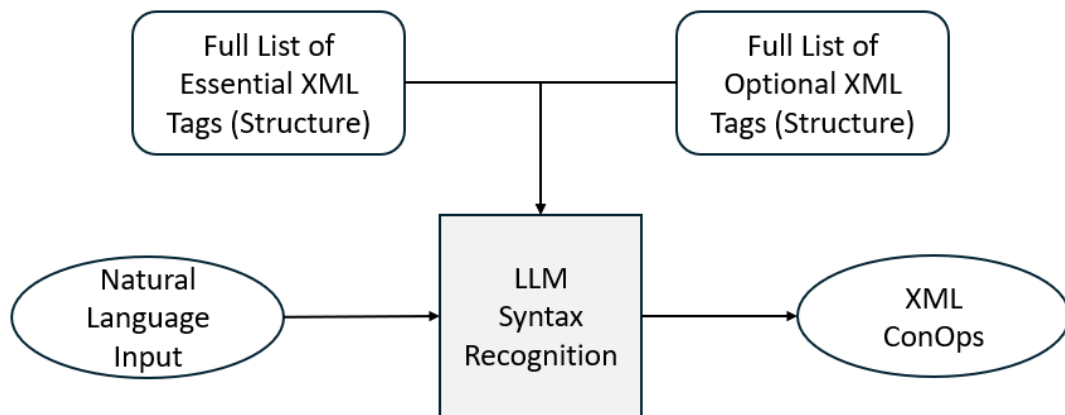 Full List of
Essential XML
Tags (Structure)
Full List of
Optional XML
Tags (Structure)
Natural
Language
Input
LLM
Syntax
Recognition
XML
ConOps